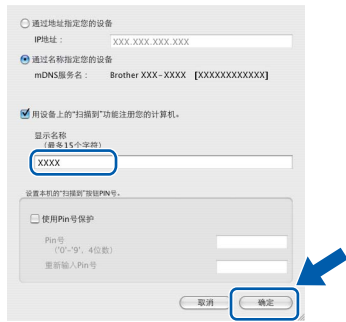 通过地址指定您的设备
IP地址： XXX.XXX.XXX.XXX
通过名称指定您的设备
mDNS服务名： Brother XXX-XXXX [XXXXXXXXXXXX]
用设备上的“扫描到”功能注册您的计算机。
显示名称
（最多15个字符）
XXXX
设置本机的“扫描到”按钮PIN号。
使用Pin号保护
Pin号
（'0'-'9'，4位数）
重新输入Pin号
取消 确定